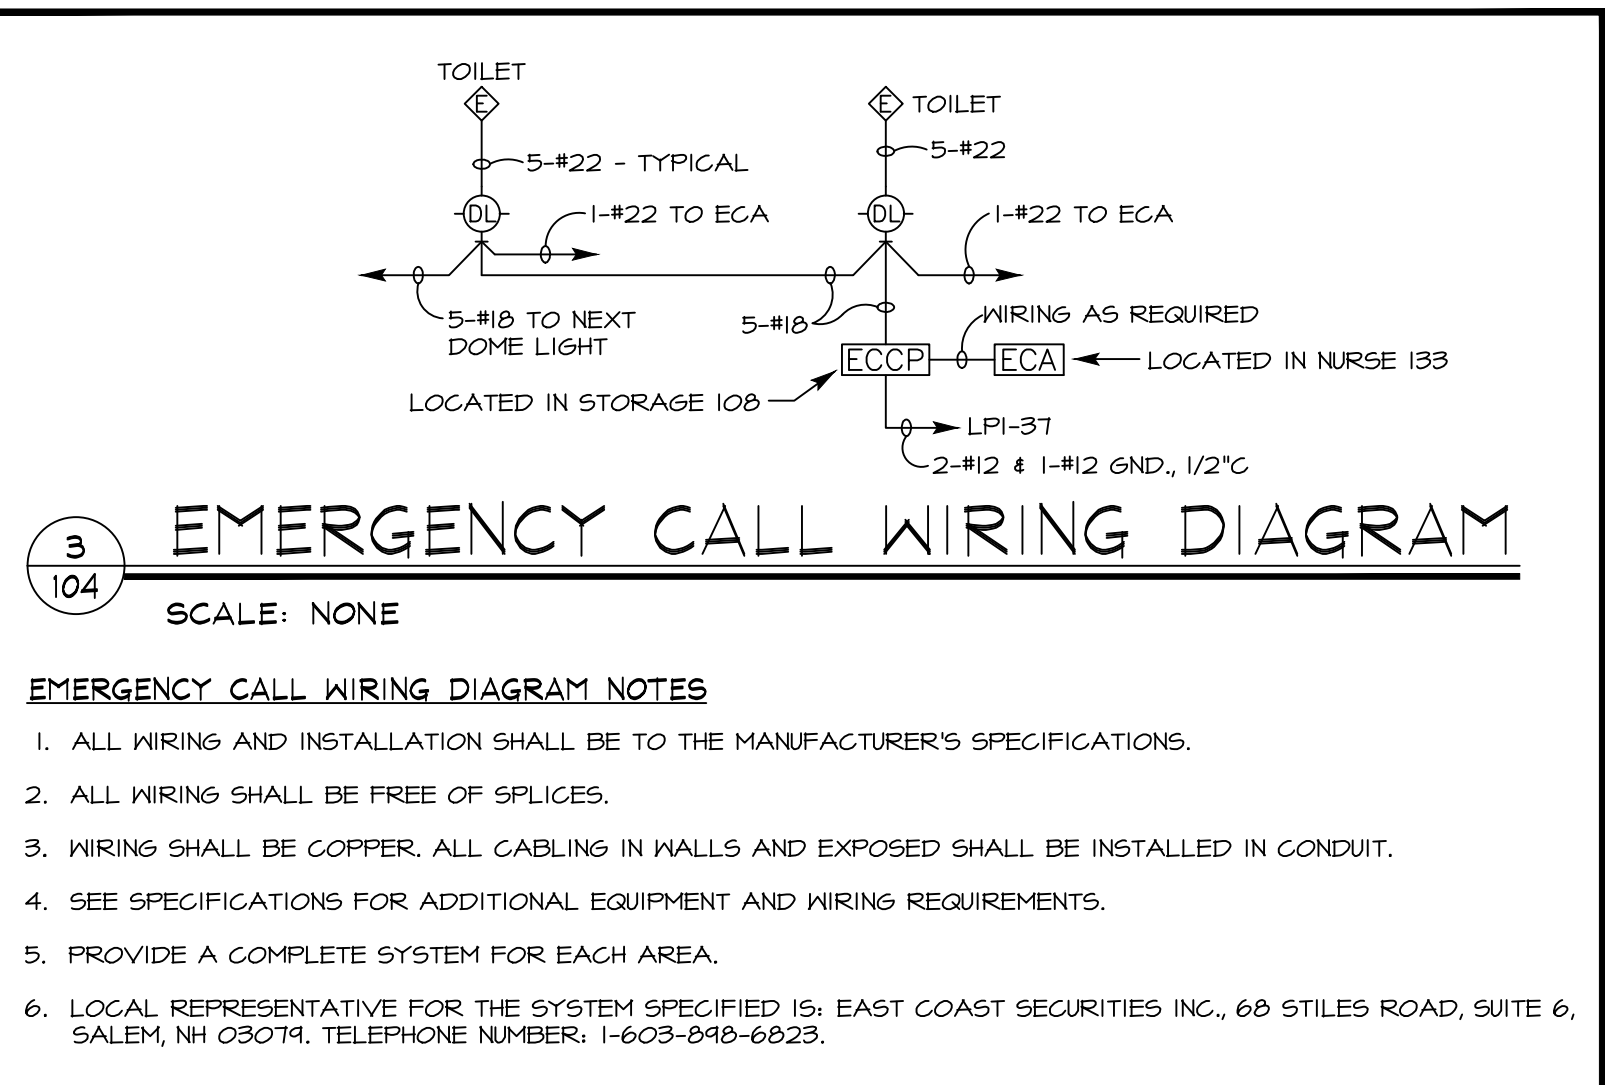 TOILET
E
E TOILET
5-#22 - TYPICAL
5-#22
DL
1-#22 TO ECA
DL
1-#22 TO ECA
5-#18 TO NEXT
DOME LIGHT
5-#18
WIRING AS REQUIRED
ECCP
ECA
LOCATED IN NURSE 133
LOCATED IN STORAGE 108
LP1-37
2-#12 & 1-#12 GND., 1/2"C
3
104
EMERGENCY CALL WIRING DIAGRAM
SCALE: NONE
EMERGENCY CALL WIRING DIAGRAM NOTES
1. ALL WIRING AND INSTALLATION SHALL BE TO THE MANUFACTURER'S SPECIFICATIONS.
2. ALL WIRING SHALL BE FREE OF SPLICES.
3. WIRING SHALL BE COPPER. ALL CABLING IN WALLS AND EXPOSED SHALL BE INSTALLED IN CONDUIT.
4. SEE SPECIFICATIONS FOR ADDITIONAL EQUIPMENT AND WIRING REQUIREMENTS.
5. PROVIDE A COMPLETE SYSTEM FOR EACH AREA.
6. LOCAL REPRESENTATIVE FOR THE SYSTEM SPECIFIED IS: EAST COAST SECURITIES INC., 68 STILES ROAD, SUITE 6,
SALEM, NH 03079. TELEPHONE NUMBER: 1-603-898-6823.